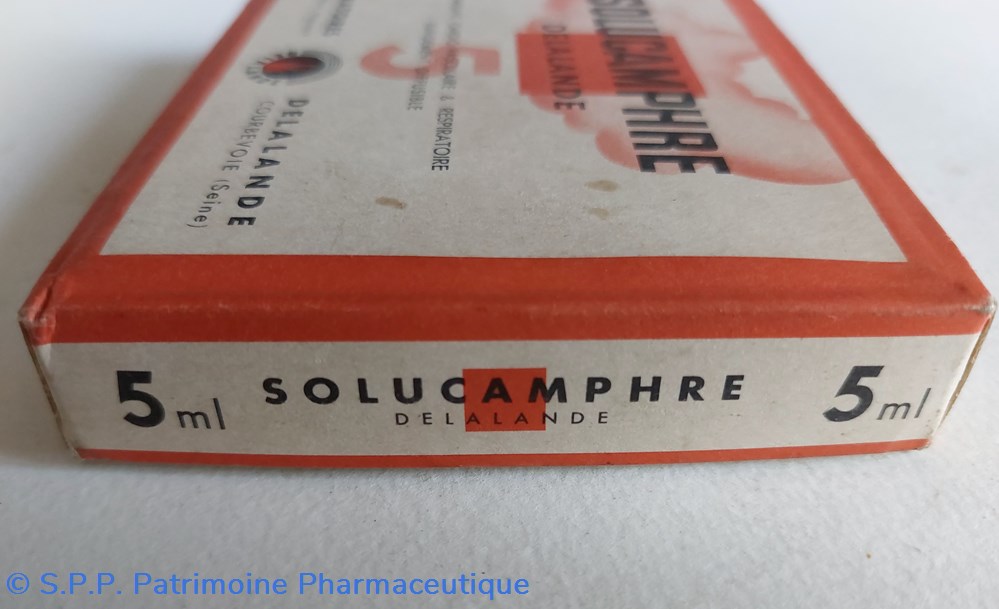 SOLUCAMPHRE
DELALANDE
& RESPIRATOIRE
5
DELALANDE
COURBEVOIE (Seine)
5 ml
SOLUCAMPHRE
DELALANDE
5 ml
© S.P.P. Patrimoine Pharmaceutique